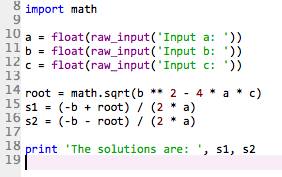 8 import math
9
10 a = float(raw_input('Input a: '))
11 b = float(raw_input('Input b: '))
12 c = float(raw_input('Input c: '))
13
14 root = math.sqrt(b ** 2 - 4 * a * c)
15 s1 = (-b + root) / (2 * a)
16 s2 = (-b - root) / (2 * a)
17
18 print 'The solutions are: ', s1, s2
19